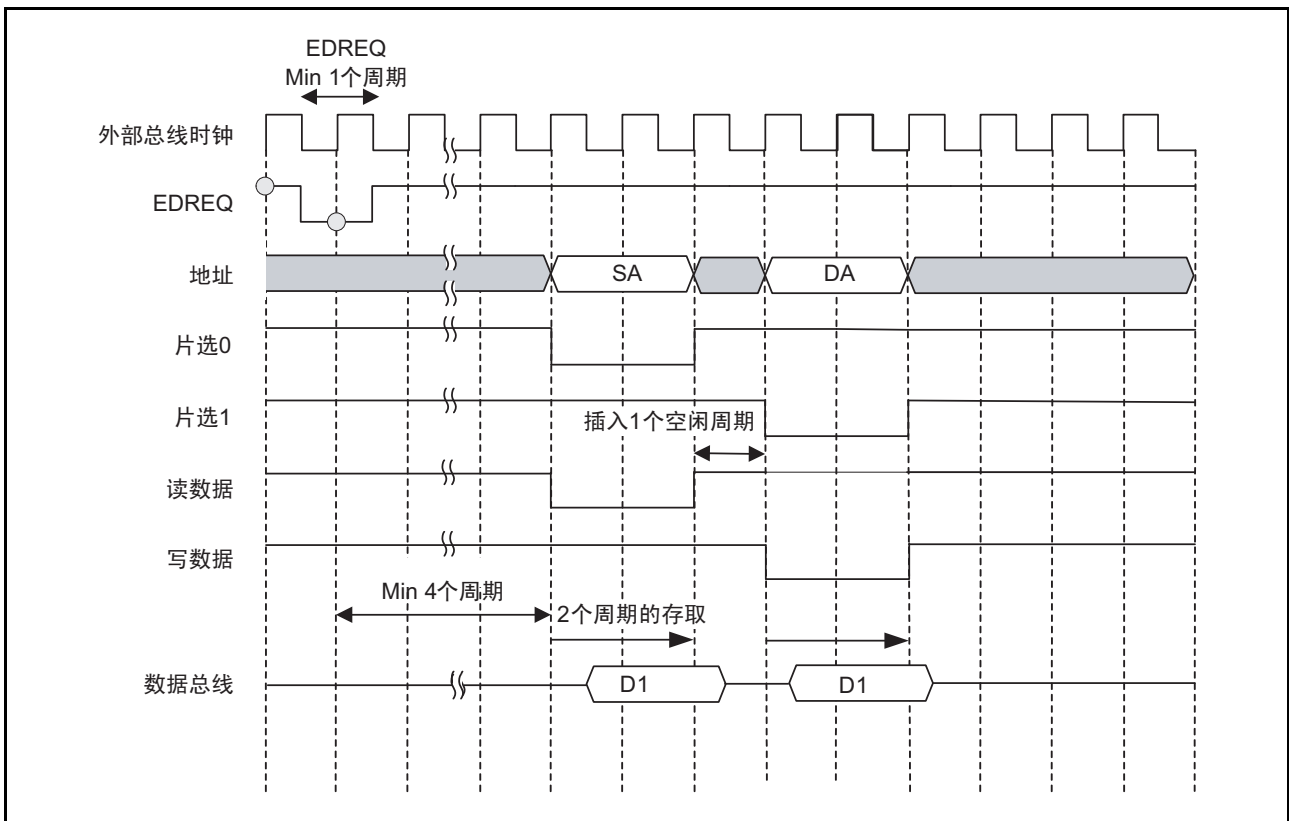 EDREQ
Min 1个周期
外部总线时钟
EDREQ
地址
SA
DA
片选0
片选1
插入1个空闲周期
读数据
写数据
Min 4个周期
2个周期的存取
数据总线
D1
D1